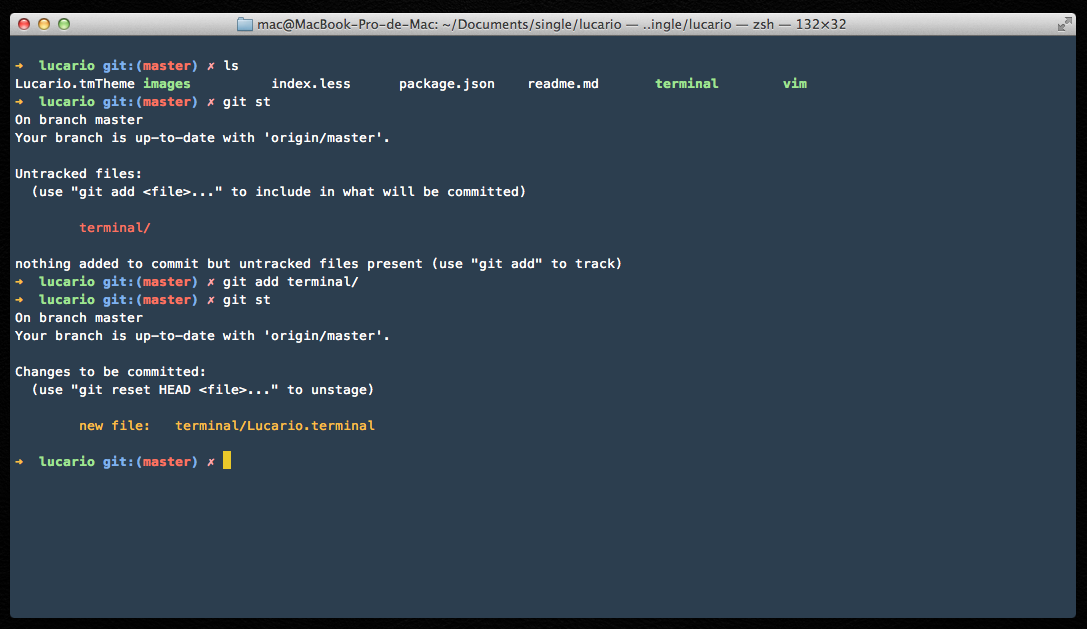 mac@MacBook-Pro-de-Mac: ~/Documents/single/lucario — ..ingle/lucario — zsh — 132×32
➜  lucario git:(master) ✗ ls
Lucario.tmTheme images          index.less      package.json    readme.md       terminal        vim
➜  lucario git:(master) ✗ git st
On branch master
Your branch is up-to-date with 'origin/master'.
Untracked files:
  (use "git add <file>..." to include in what will be committed)
        terminal/
nothing added to commit but untracked files present (use "git add" to track)
➜  lucario git:(master) ✗ git add terminal/
➜  lucario git:(master) ✗ git st
On branch master
Your branch is up-to-date with 'origin/master'.
Changes to be committed:
  (use "git reset HEAD <file>..." to unstage)
        new file:   terminal/Lucario.terminal
➜  lucario git:(master) ✗